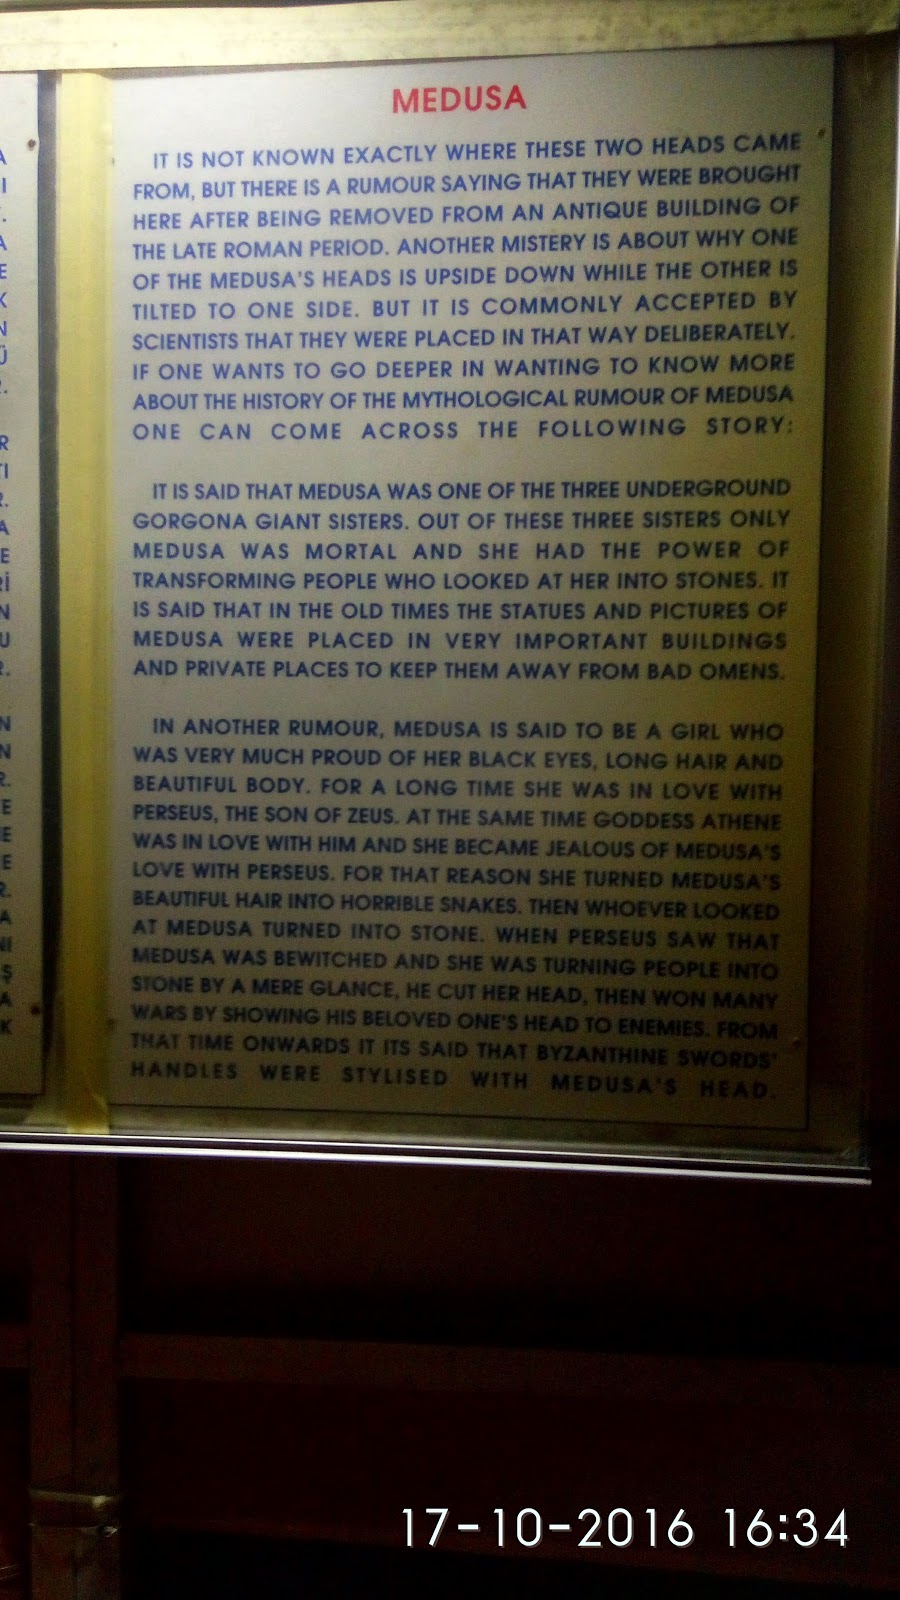 MEDUSA
IT IS NOT KNOWN EXACTLY WHERE THESE TWO HEADS CAME
FROM, BUT THERE IS A RUMOUR SAYING THAT THEY WERE BROUGHT
HERE AFTER BEING REMOVED FROM AN ANTIQUE BUILDING OF
THE LATE ROMAN PERIOD. ANOTHER MISTERY IS ABOUT WHY ONE
OF THE MEDUSA'S HEADS IS UPSIDE DOWN WHILE THE OTHER IS
TILTED TO ONE SIDE. BUT IT IS COMMONLY ACCEPTED BY
SCIENTISTS THAT THEY WERE PLACED IN THAT WAY DELIBERATELY.
IF ONE WANTS TO GO DEEPER IN WANTING TO KNOW MORE
ABOUT THE HISTORY OF THE MYTHOLOGICAL RUMOUR OF MEDUSA
ONE CAN COME ACROSS THE FOLLOWING STORY:
IT IS SAID THAT MEDUSA WAS ONE OF THE THREE UNDERGROUND
GORGONA GIANT SISTERS. OUT OF THESE THREE SISTERS ONLY
MEDUSA WAS MORTAL AND SHE HAD THE POWER OF
TRANSFORMING PEOPLE WHO LOOKED AT HER INTO STONES. IT
IS SAID THAT IN THE OLD TIMES THE STATUES AND PICTURES OF
MEDUSA WERE PLACED IN VERY IMPORTANT BUILDINGS
AND PRIVATE PLACES TO KEEP THEM AWAY FROM BAD OMENS.
IN ANOTHER RUMOUR, MEDUSA IS SAID TO BE A GIRL WHO
WAS VERY MUCH PROUD OF HER BLACK EYES, LONG HAIR AND
BEAUTIFUL BODY. FOR A LONG TIME SHE WAS IN LOVE WITH
PERSEUS, THE SON OF ZEUS. AT THE SAME TIME GODDESS ATHENE
WAS IN LOVE WITH HIM AND SHE BECAME JEALOUS OF MEDUSA'S
LOVE WITH PERSEUS. FOR THAT REASON SHE TURNED MEDUSA'S
BEAUTIFUL HAIR INTO HORRIBLE SNAKES. THEN WHOEVER LOOKED
AT MEDUSA TURNED INTO STONE. WHEN PERSEUS SAW THAT
MEDUSA WAS BEWITCHED AND SHE WAS TURNING PEOPLE INTO
STONE BY A MERE GLANCE, HE CUT HER HEAD, THEN WON MANY
WARS BY SHOWING HIS BELOVED ONE'S HEAD TO ENEMIES. FROM
THAT TIME ONWARDS IT ITS SAID THAT BYZANTHINE SWORDS'
HANDLES WERE STYLISED WITH MEDUSA'S HEAD.
17-10-2016 16:34